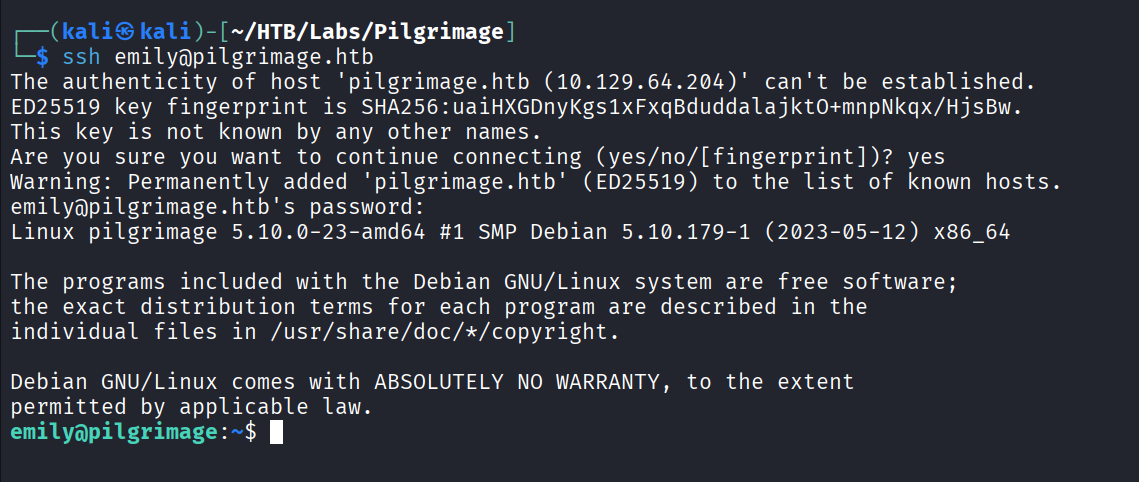 ┌──(kali㉿kali)-[~/HTB/Labs/Pilgrimage]
└─$ ssh emily@pilgrimage.htb
The authenticity of host 'pilgrimage.htb (10.129.64.204)' can't be established.
ED25519 key fingerprint is SHA256:uaiHXGDnyKgs1xFxqBduddalajktO+mnpNkqx/HjsBw.
This key is not known by any other names.
Are you sure you want to continue connecting (yes/no/[fingerprint])? yes
Warning: Permanently added 'pilgrimage.htb' (ED25519) to the list of known hosts.
emily@pilgrimage.htb's password:
Linux pilgrimage 5.10.0-23-amd64 #1 SMP Debian 5.10.179-1 (2023-05-12) x86_64
The programs included with the Debian GNU/Linux system are free software;
the exact distribution terms for each program are described in the
individual files in /usr/share/doc/*/copyright.
Debian GNU/Linux comes with ABSOLUTELY NO WARRANTY, to the extent
permitted by applicable law.
emily@pilgrimage:~$